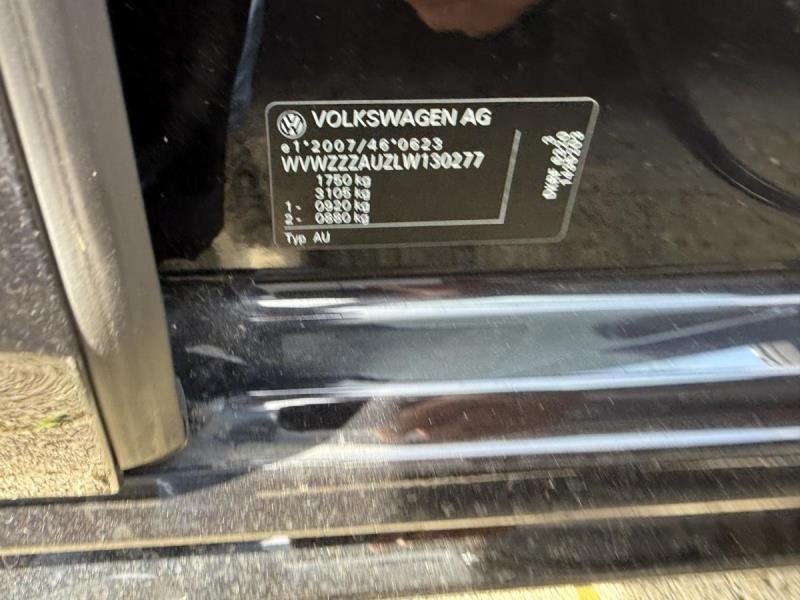 VOLKSWAGEN AG
e1*2007/46*0623
WVWZZZAUZLW130277
1750 kg
3105 kg
1- 0920 kg
2- 0880 kg
Typ AU